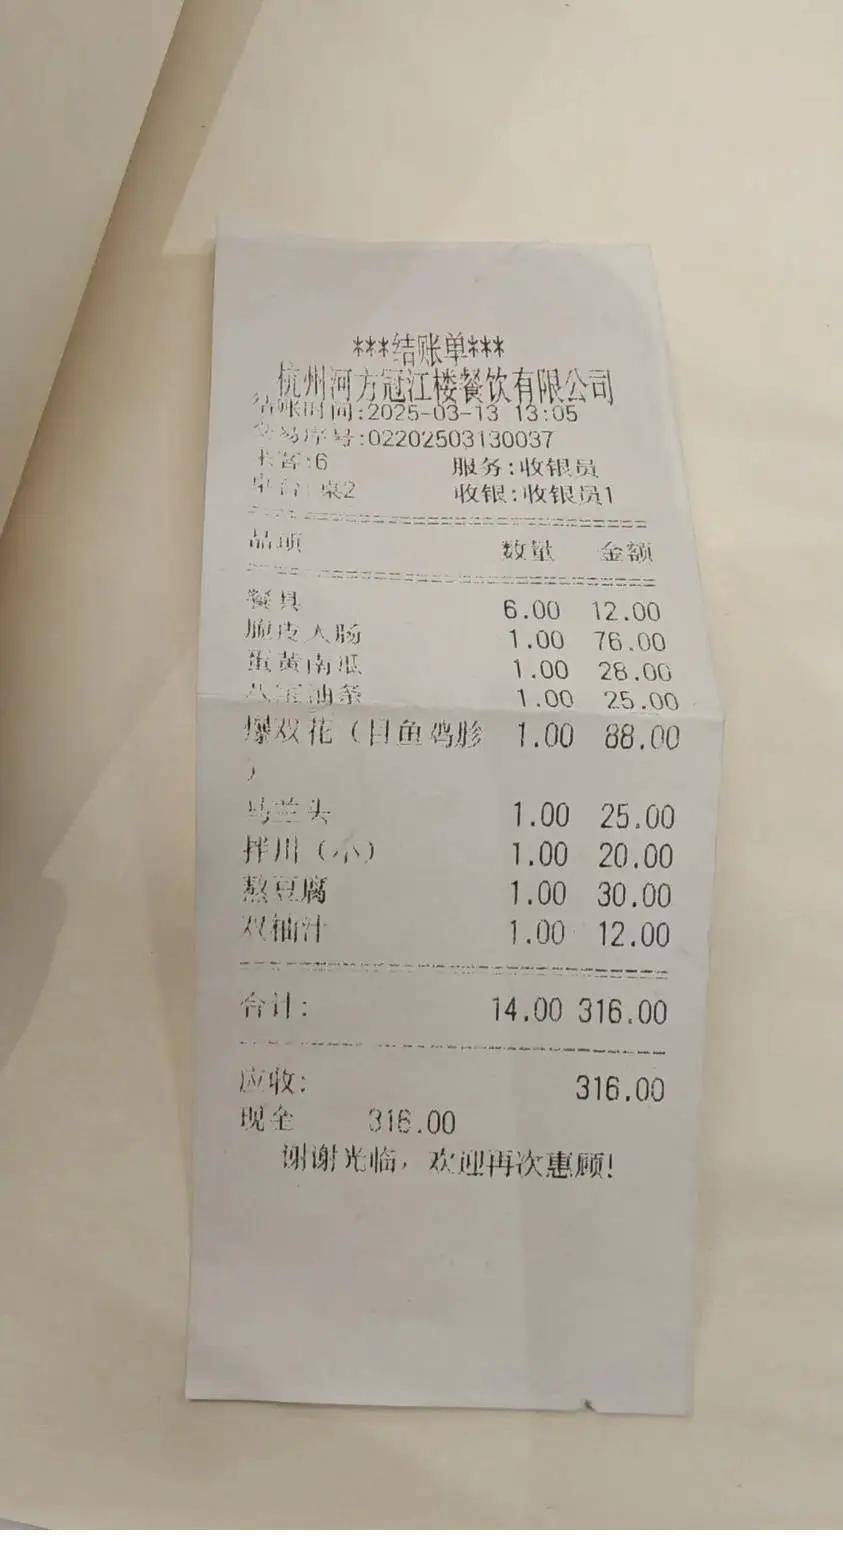 ***结账单***
杭州河方冠江楼餐饮有限公司
结账时间:2025-03-13 13:05
交易序号:02202503130037
来客:6 服务:收银员
桌2 收银:收银员1
品项 数量 金额
餐具 6.00 12.00
脆皮大肠 1.00 76.00
蛋黄南瓜 1.00 28.00
八宝油条 1.00 25.00
爆双花（目鱼鸡胗 1.00 88.00
）
马兰头 1.00 25.00
拌川（小） 1.00 20.00
熬豆腐 1.00 30.00
双柚汁 1.00 12.00
合计: 14.00 316.00
应收: 316.00
现金 316.00
谢谢光临，欢迎再次惠顾!